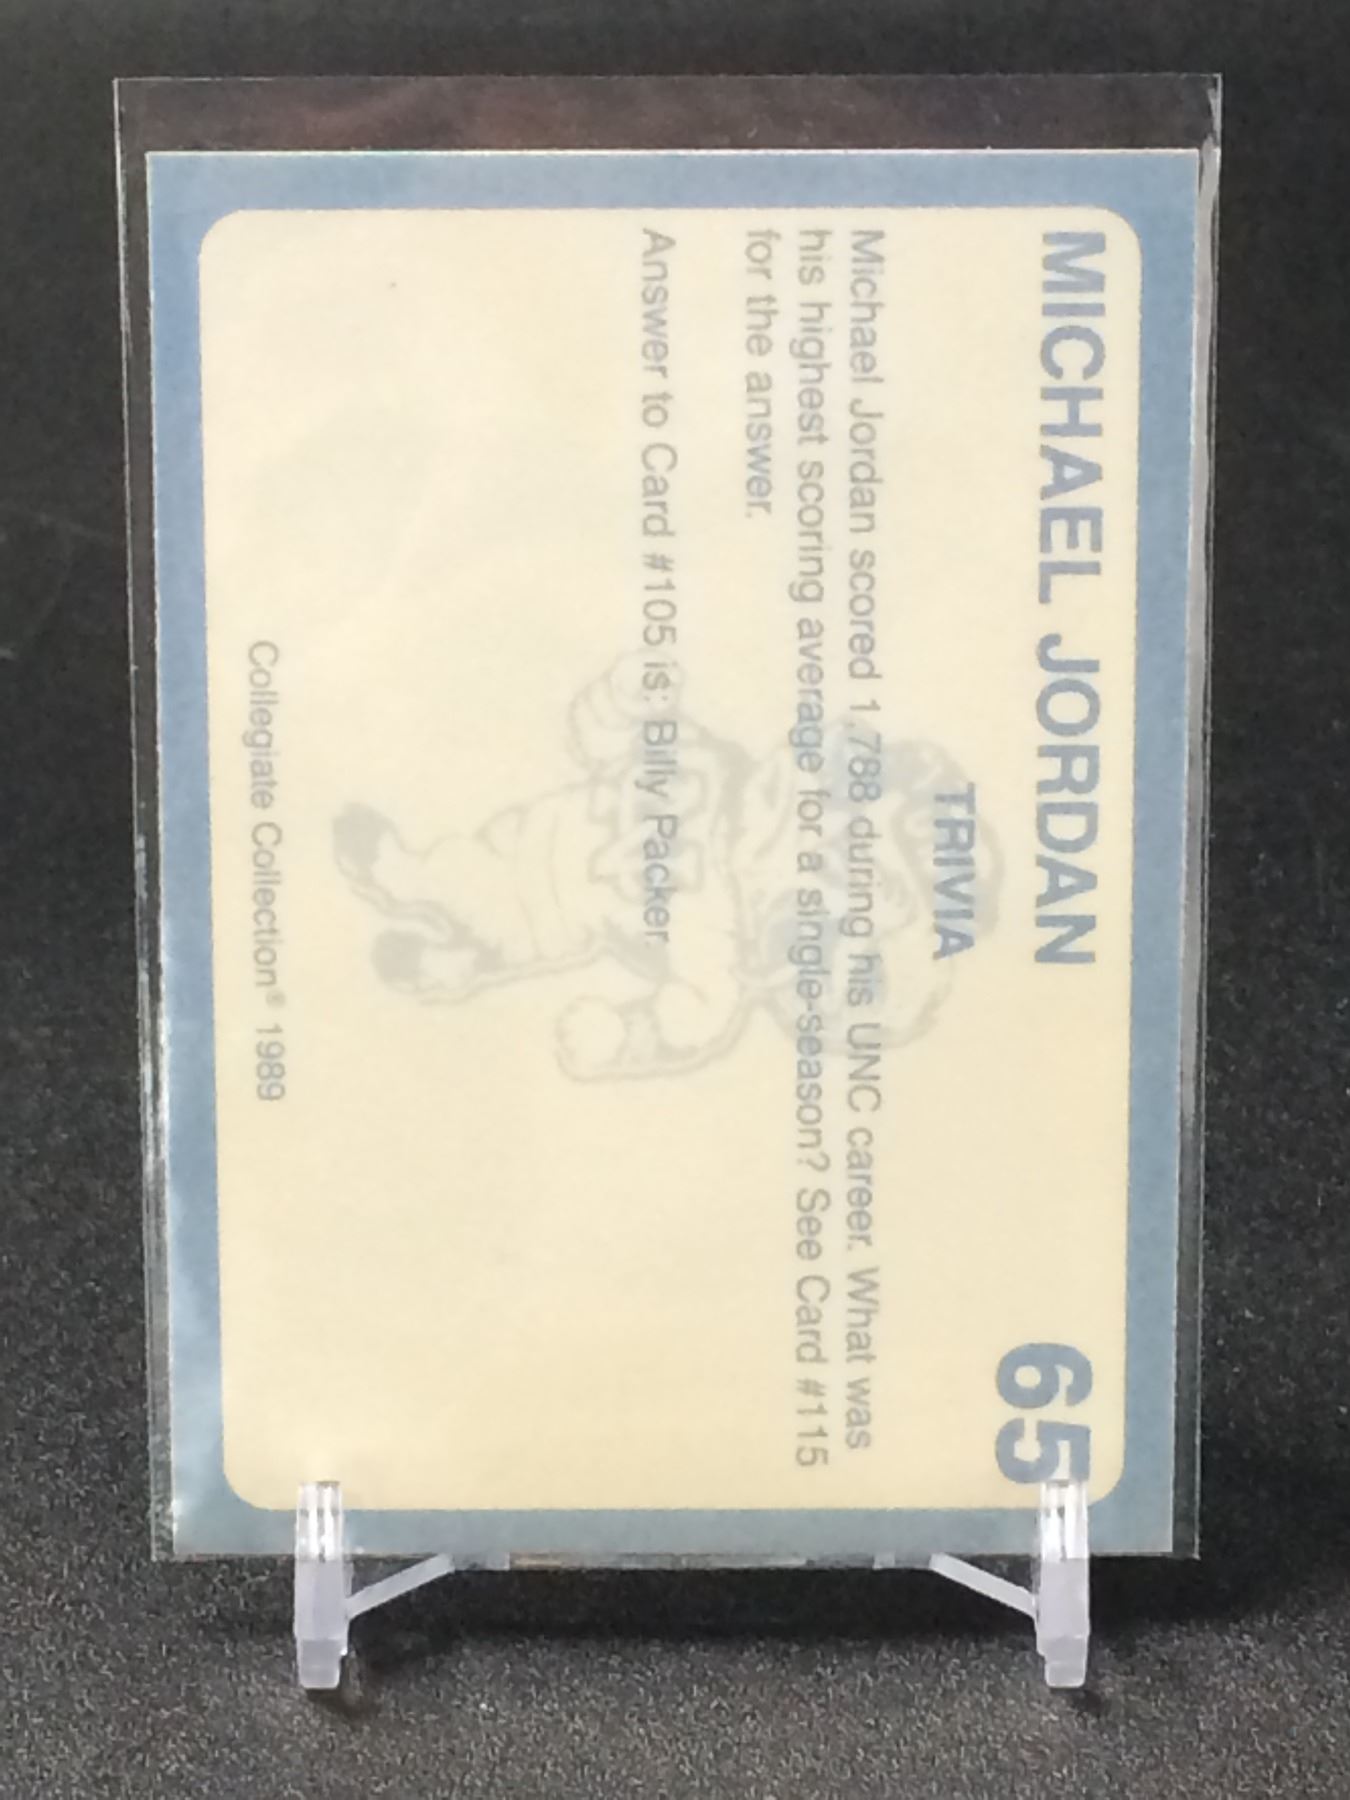 MICHAEL JORDAN 65
TRIVIA
Michael Jordan scored 1,788 during his UNC career. What was
his highest scoring average for a single-season? See Card #115
for the answer.
Answer to Card #105 is: Billy Packer.
Collegiate Collection® 1989